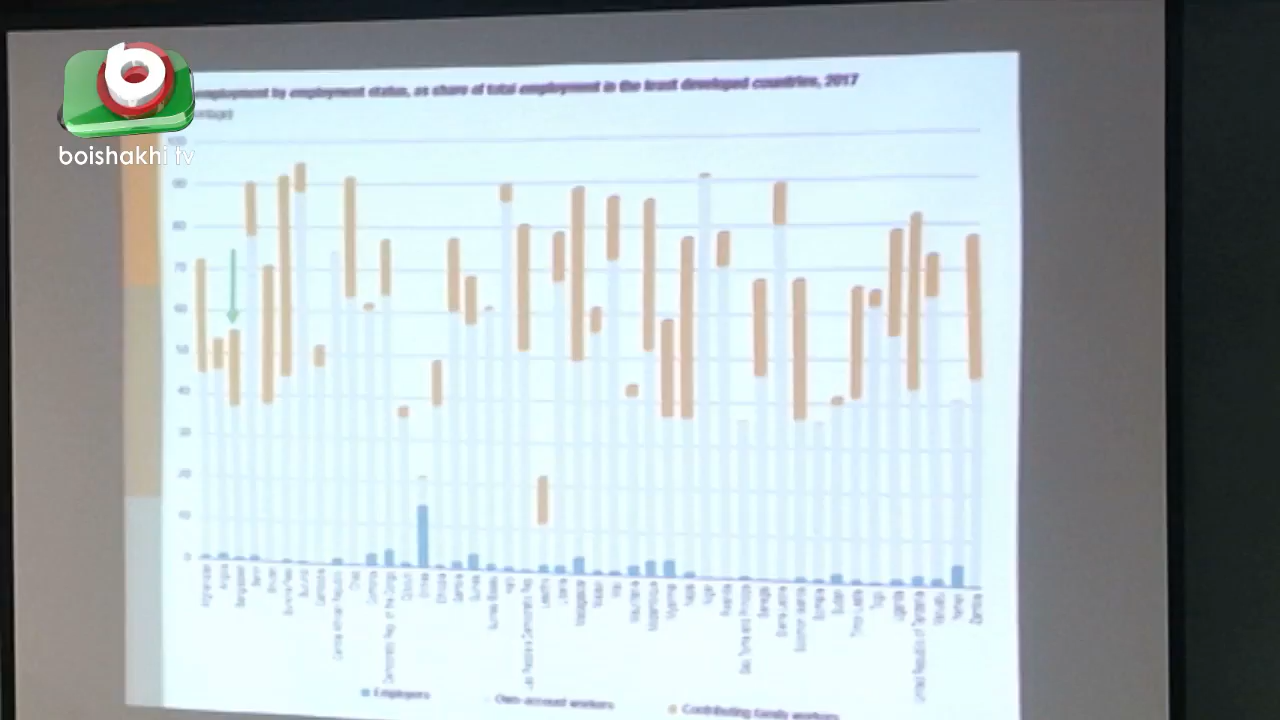 boishakhi tv
employment by employment status, as share of total employment in the least developed countries, 2017
90
80
70
60
50
40
30
20
10
0
Afghanistan
Angola
Bangladesh
Benin
Bhutan
Burkina Faso
Burundi
Cambodia
Central African Republic
Chad
Comoros
Democratic Rep. of the Congo
Djibouti
Eritrea
Ethiopia
Gambia
Guinea
Guinea-Bissau
Haiti
Lao People's Democratic Rep.
Lesotho
Liberia
Madagascar
Malawi
Mali
Mauritania
Mozambique
Myanmar
Nepal
Niger
Rwanda
Sao Tome and Principe
Senegal
Sierra Leone
Solomon Islands
Somalia
Sudan
Timor-Leste
Togo
Uganda
United Republic of Tanzania
Vanuatu
Yemen
Zambia
Employers
Own-account workers
Contributing family workers